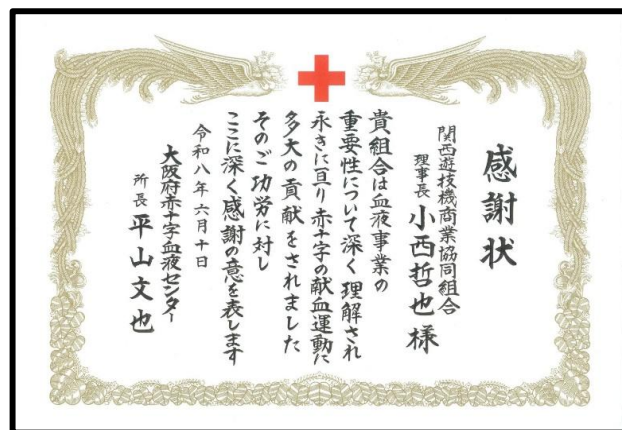 感謝状
関西遊技機商業協同組合
理事長 小西哲也様
貴組合は血液事業の
重要性について深く理解され
永きに亘り赤十字の献血運動に
多大の貢献をされました
そのご功労に対し
ここに深く感謝の意を表します
令和八年六月十日
大阪府赤十字血液センター
所長 平山文也